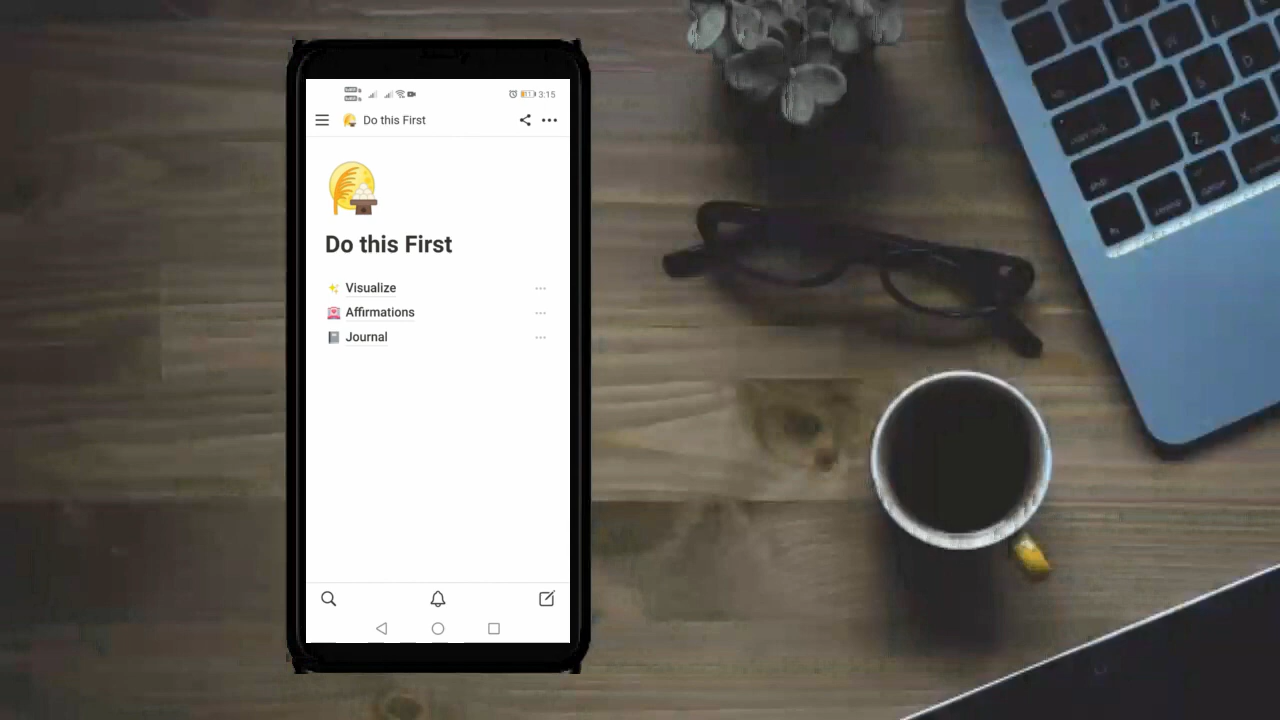 3:15
Do this First
Do this First
Visualize
Affirmations
Journal